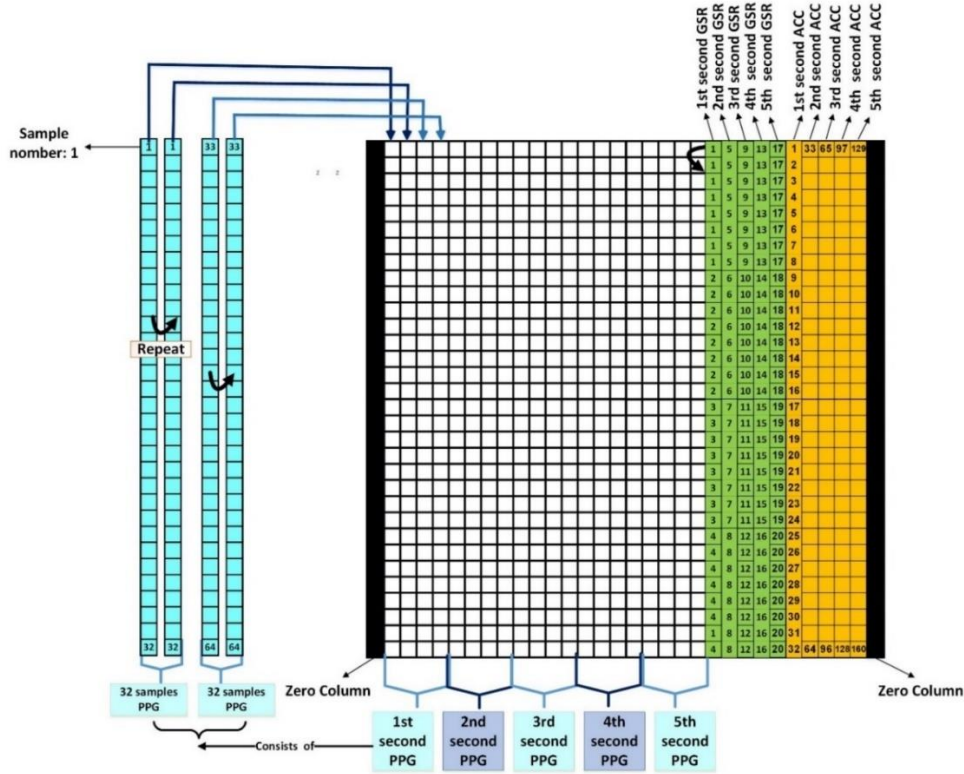 1st second GSR
2nd second GSR
3rd second GSR
4th second GSR
5th second GSR
1st second ACC
2nd second ACC
3rd second ACC
4th second ACC
5th second ACC
Sample
nomber: 1
1 1 33 33
Repeat
32 32 64 64
1 5 9 13 17 1 33 65 97 129
1 5 9 13 17 2
1 5 9 13 17 3
1 5 9 13 17 4
1 5 9 13 17 5
1 5 9 13 17 6
1 5 9 13 17 7
1 5 9 13 17 8
2 6 10 14 18 9
2 6 10 14 18 10
2 6 10 14 18 11
2 6 10 14 18 12
2 6 10 14 18 13
2 6 10 14 18 14
2 6 10 14 18 15
2 6 10 14 18 16
3 7 11 15 19 17
3 7 11 15 19 18
3 7 11 15 19 19
3 7 11 15 19 20
3 7 11 15 19 21
3 7 11 15 19 22
3 7 11 15 19 23
3 7 11 15 19 24
4 8 12 16 20 25
4 8 12 16 20 26
4 8 12 16 20 27
4 8 12 16 20 28
4 8 12 16 20 29
4 8 12 16 20 30
1 8 12 16 20 31
4 8 12 16 20 32 64 96 128 160
Zero Column
Zero Column
32 samples
PPG
32 samples
PPG
Consists of
1st
second
PPG
2nd
second
PPG
3rd
second
PPG
4th
second
PPG
5th
second
PPG